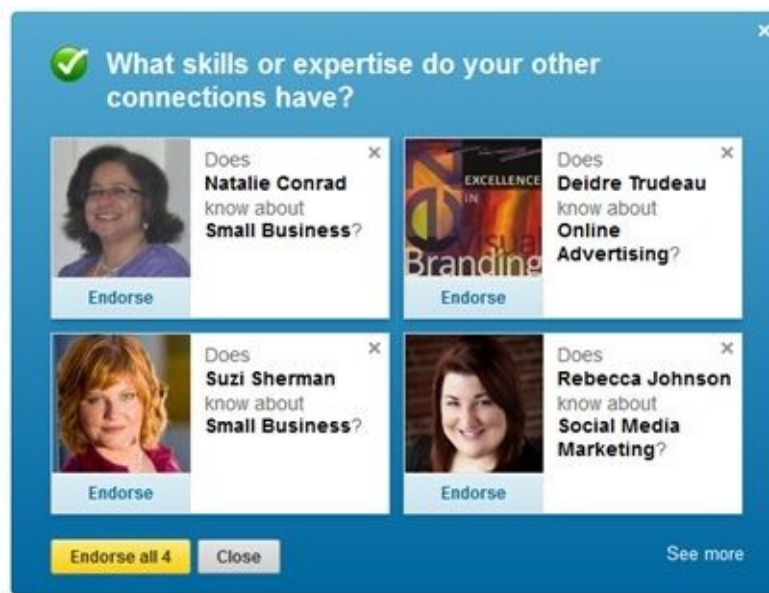 What skills or expertise do your other
connections have?
Does
Natalie Conrad
know about
Small Business?
Endorse
EXCELLENCE
IN
visual
Branding
Does
Deidre Trudeau
know about
Online
Advertising?
Endorse
Does
Suzi Sherman
know about
Small Business?
Endorse
Does
Rebecca Johnson
know about
Social Media
Marketing?
Endorse
Endorse all 4
Close
See more